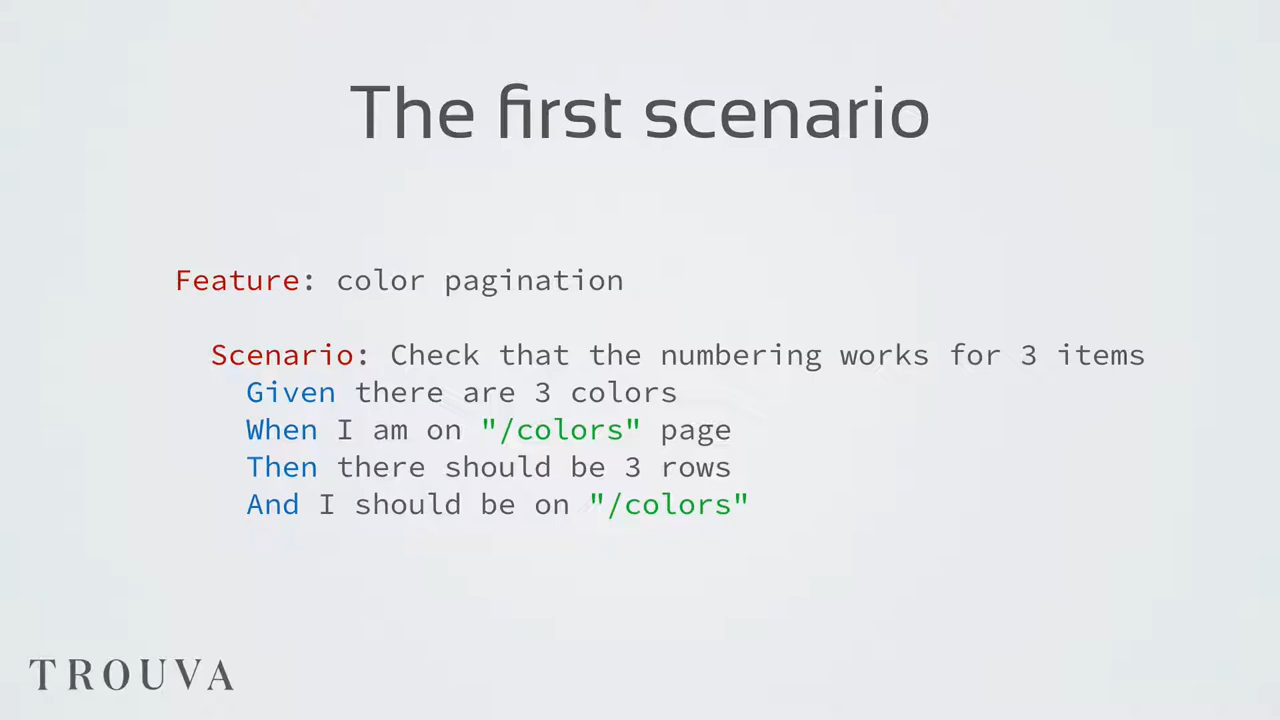 The first scenario
Feature: color pagination
Scenario: Check that the numbering works for 3 items
Given there are 3 colors
When I am on "/colors" page
Then there should be 3 rows
And I should be on "/colors"
TROUVA